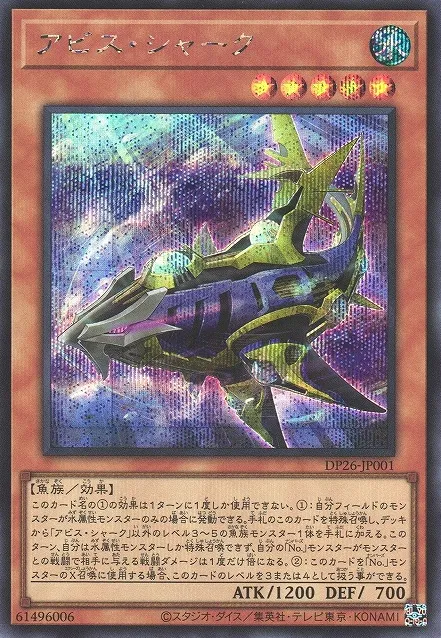 アビス・シャーク
水
DP26-JP001
【魚族/効果】
このカード名の①の効果は1ターンに1度しか使用できない。①:自分フィールドのモ
ンスターが水属性モンスターのみの場合に発動できる。手札のこのカードを特殊召喚し、デッキ
から「アビス・シャーク」以外のレベル3~5の魚族モンスター1体を手札に加える。このター
ン、自分は水属性モンスターしか特殊召喚できず、自分の「No.」モンスターがモンスター
との戦闘で相手に与える戦闘ダメージは1度だけ倍になる。②:このカードを「No.」モ
ンスターのX召喚に使用する場合、このカードのレベルを3または4として扱う事ができる。
ATK/1200 DEF/ 700
61496006
©スタジオ・ダイス/集英社・テレビ東京・KONAMI